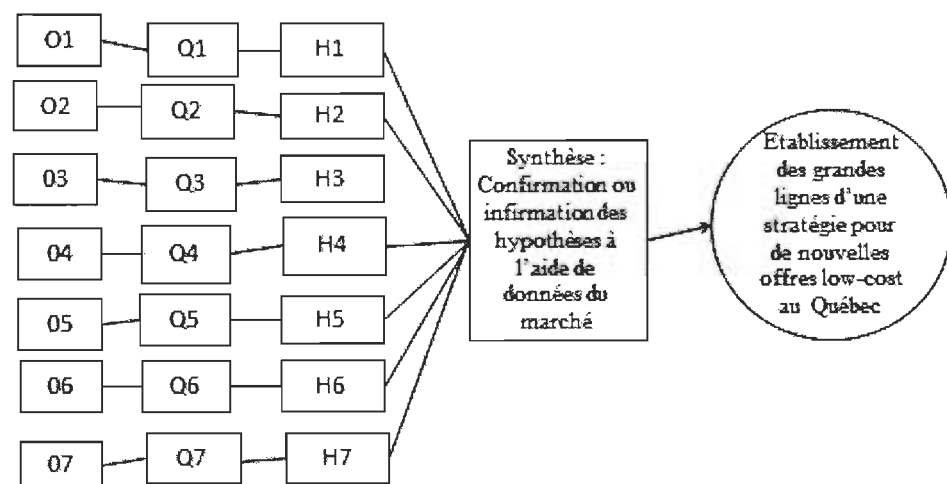 O1 Q1 H1
O2 Q2 H2
03 Q3 H3
04 Q4 H4
05 Q5 H5
06 Q6 H6
07 Q7 H7
Synthèse :
Confirmation ou
infirmation des
hypothèses à
l'aide de
données du
marché
Etablissement
des grandes
lignes d'une
stratégie pour
de nouvelles
offres low-cost
au Québec